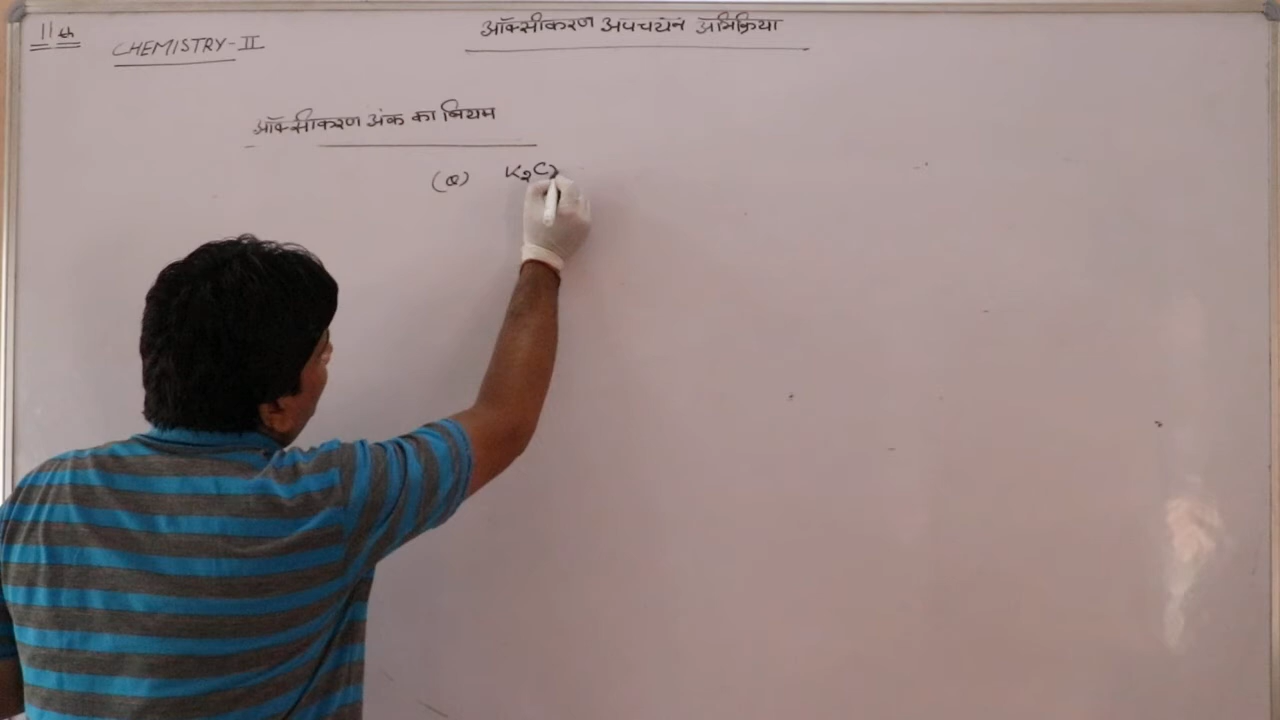 11th
CHEMISTRY-II
ऑक्सीकरण अपचयन अभिक्रिया
ऑक्सीकरण अंक का नियम
(Q) K2C